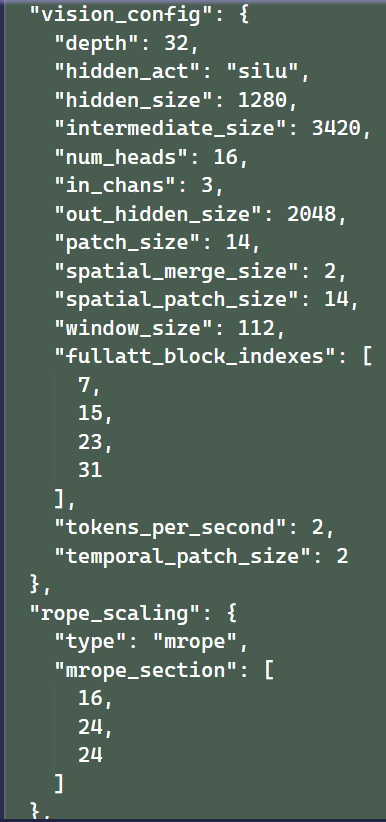 "vision_config": {
"depth": 32,
"hidden_act": "silu",
"hidden_size": 1280,
"intermediate_size": 3420,
"num_heads": 16,
"in_chans": 3,
"out_hidden_size": 2048,
"patch_size": 14,
"spatial_merge_size": 2,
"spatial_patch_size": 14,
"window_size": 112,
"fullatt_block_indexes": [
7,
15,
23,
31
],
"tokens_per_second": 2,
"temporal_patch_size": 2
},
"rope_scaling": {
"type": "mrope",
"mrope_section": [
16,
24,
24
]
},